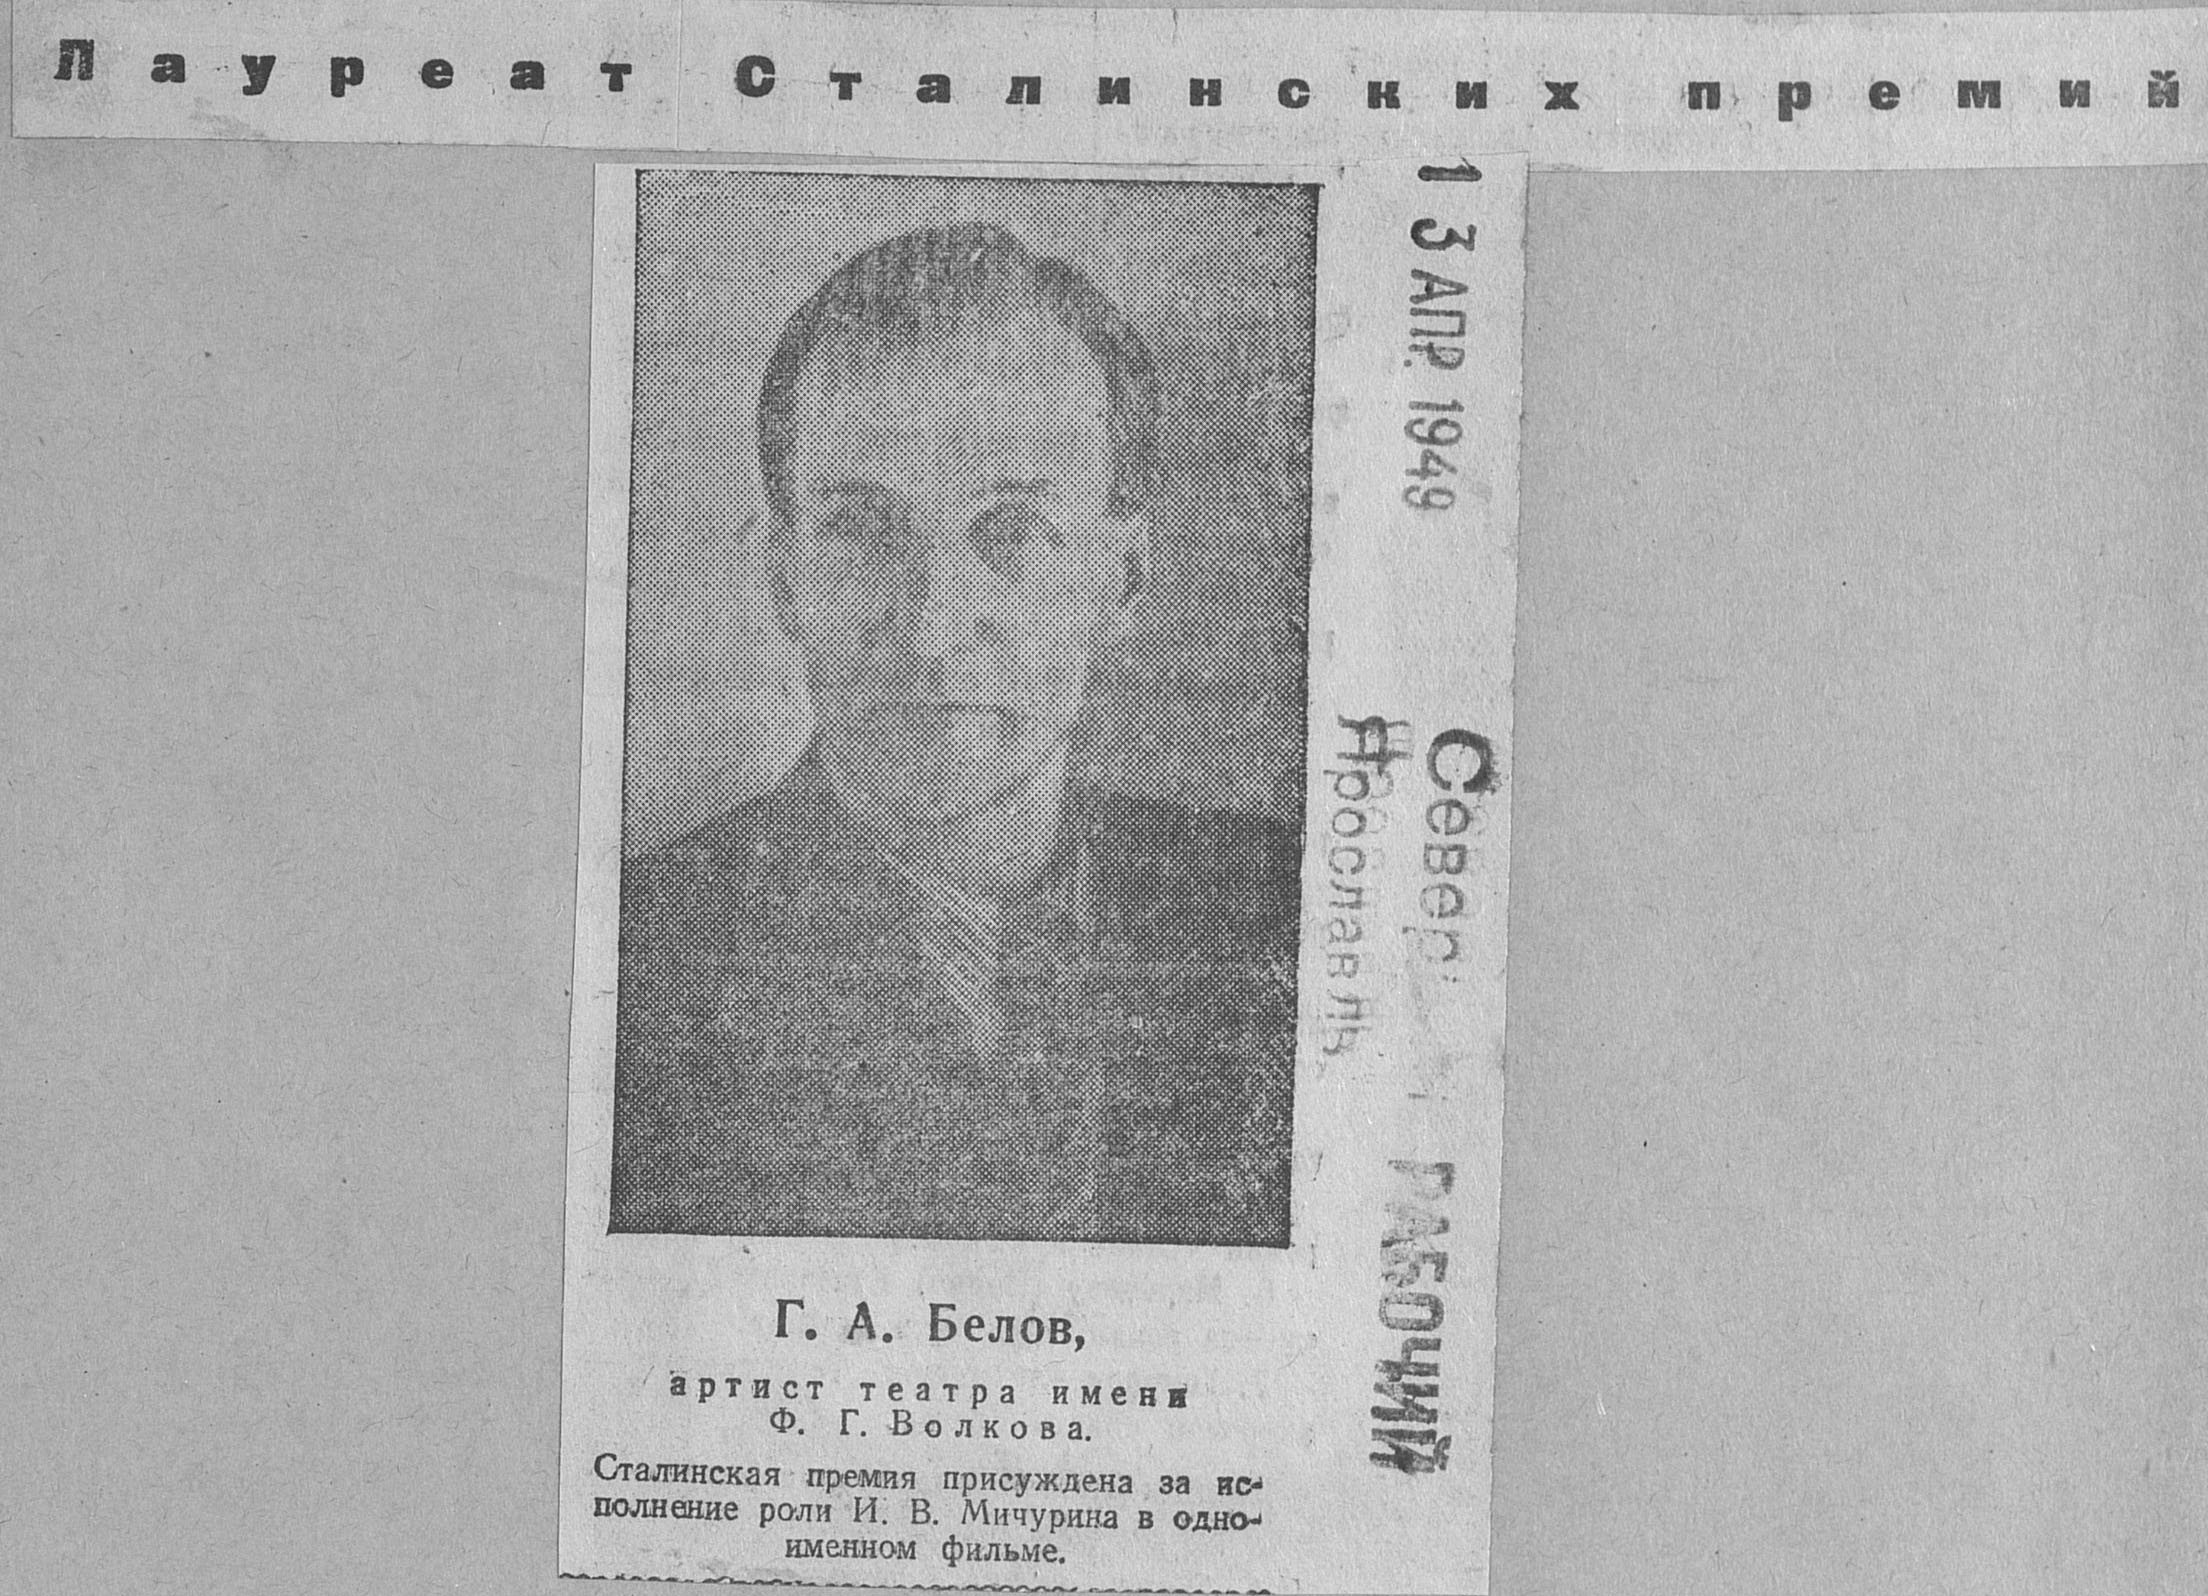 Лауреат Сталинских премий
13 АПР. 1949
Ярославль
РАБОЧИЙ
Г. А. Белов,
артист театра имени
Ф. Г. Волкова.
Сталинская премия присуждена за ис-
полнение роли И. В. Мичурина в одно-
именном фильме.